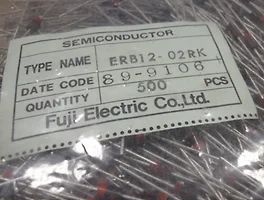 SEMICONDUCTOR
TYPE NAME ERB12-02RK
DATE CODE 89-9106
QUANTITY 500 PCS
Fuji Electric Co.,Ltd.